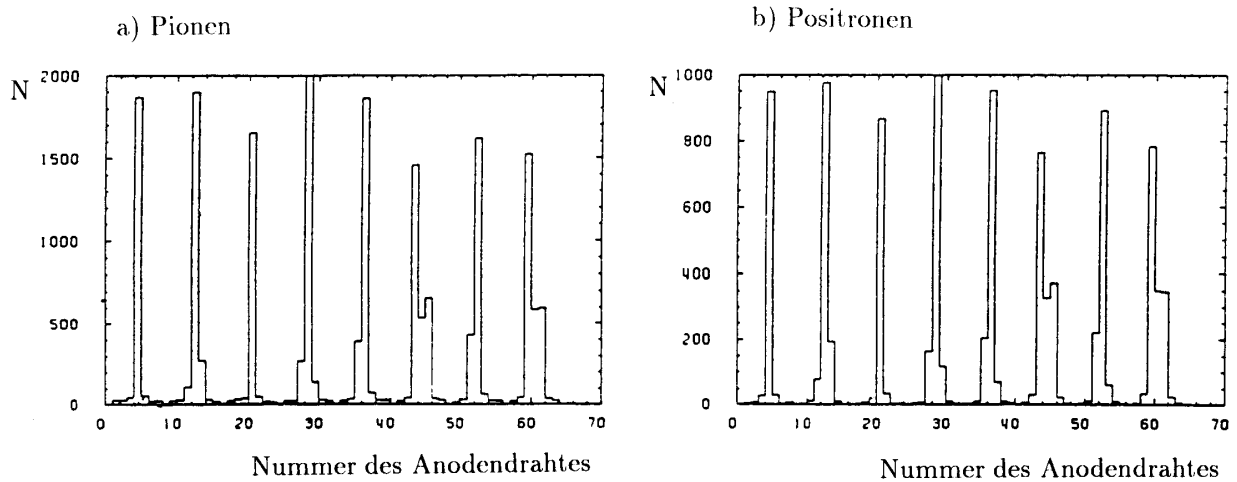 a) Pionen
N
2000
1500
1000
500
0
0 10 20 30 40 50 60 70
Nummer des Anodendrahtes
b) Positronen
N
1000
800
600
400
200
0
0 10 20 30 40 50 60 70
Nummer des Anodendrahtes